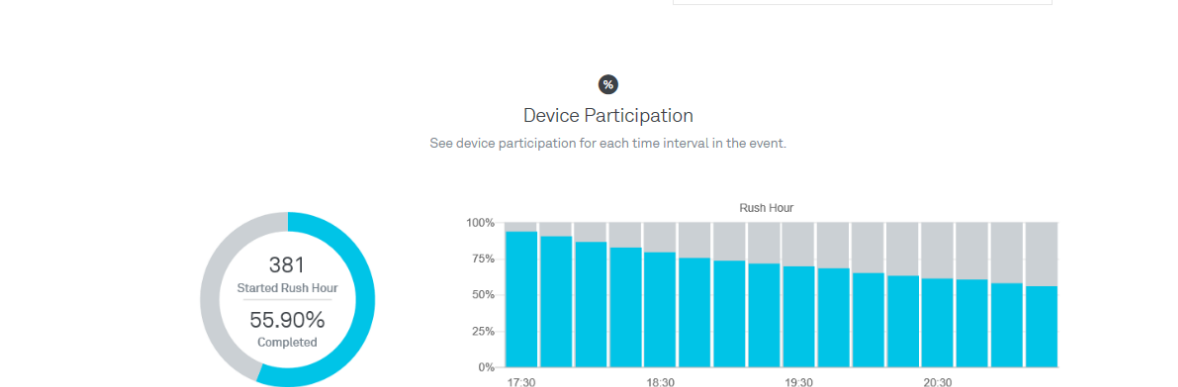 %
Device Participation
See device participation for each time interval in the event.
381
Started Rush Hour
55.90%
Completed
Rush Hour
100%
75%
50%
25%
0%
17:30 18:30 19:30 20:30